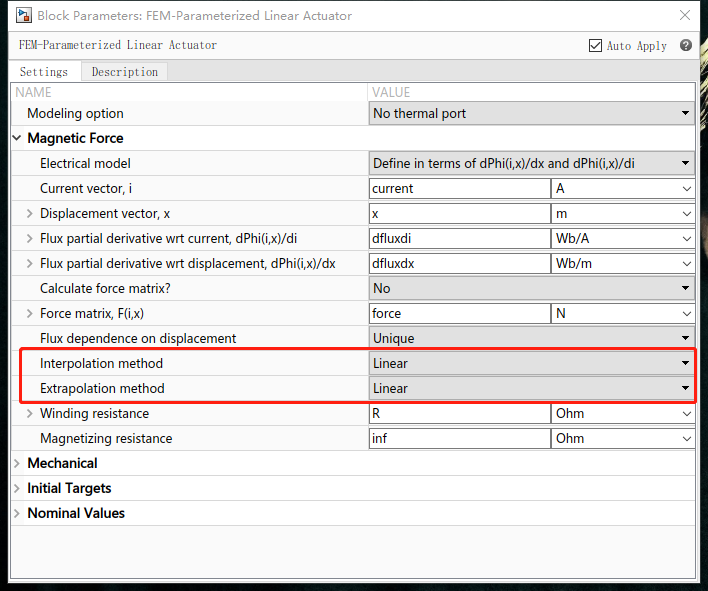 Block Parameters: FEM-Parameterized Linear Actuator
FEM-Parameterized Linear Actuator
Auto Apply
Settings Description
NAME VALUE
Modeling option No thermal port
Magnetic Force
Electrical model Define in terms of dPhi(i,x)/dx and dPhi(i,x)/di
Current vector, i current A
Displacement vector, x x m
Flux partial derivative wrt current, dPhi(i,x)/di dfluxdi Wb/A
Flux partial derivative wrt displacement, dPhi(i,x)/dx dfluxdx Wb/m
Calculate force matrix? No
Force matrix, F(i,x) force N
Flux dependence on displacement Unique
Interpolation method Linear
Extrapolation method Linear
Winding resistance R Ohm
Magnetizing resistance inf Ohm
Mechanical
Initial Targets
Nominal Values